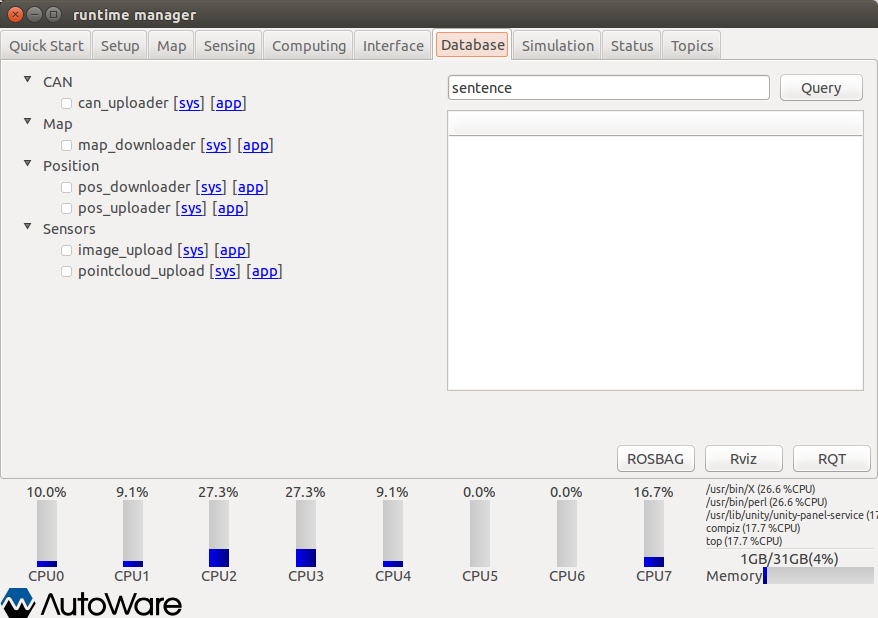 runtime manager
Quick Start Setup Map Sensing Computing Interface Database Simulation Status Topics
CAN
can_uploader [sys] [app]
Map
map_downloader [sys] [app]
Position
pos_downloader [sys] [app]
pos_uploader [sys] [app]
Sensors
image_upload [sys] [app]
pointcloud_upload [sys] [app]
sentence Query
ROSBAG Rviz RQT
10.0% 9.1% 27.3% 27.3% 9.1% 0.0% 0.0% 16.7%
CPU0 CPU1 CPU2 CPU3 CPU4 CPU5 CPU6 CPU7
/usr/bin/X (26.6 %CPU)
/usr/bin/perl (26.6 %CPU)
/usr/lib/unity/unity-panel-service (17
compiz (17.7 %CPU)
top (17.7 %CPU)
1GB/31GB(4%)
Memory
AutoWare